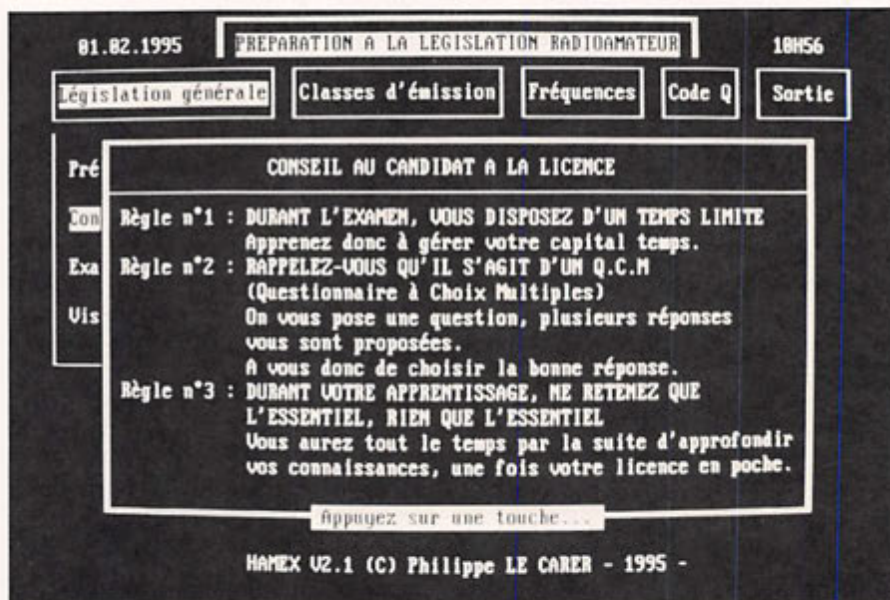 01.02.1995 PREPARATION A LA LEGISLATION RADIOAMATEUR 10H56
Législation générale Classes d'émission Fréquences Code Q Sortie
Pré CONSEIL AU CANDIDAT A LA LICENCE
Con Règle n°1 : DURANT L'EXAMEN, VOUS DISPOSEZ D'UN TEMPS LIMITE
Apprenez donc à gérer votre capital temps.
Exa Règle n°2 : RAPPELEZ-VOUS QU'IL S'AGIT D'UN Q.C.M
(Questionnaire à Choix Multiples)
Vis On vous pose une question, plusieurs réponses
vous sont proposées.
A vous donc de choisir la bonne réponse.
Règle n°3 : DURANT VOTRE APPRENTISSAGE, NE RETENEZ QUE
L'ESSENTIEL, RIEN QUE L'ESSENTIEL
Vous aurez tout le temps par la suite d'approfondir
vos connaissances, une fois votre licence en poche.
Appuyez sur une touche...
HAMEX V2.1 (C) Philippe LE CARER - 1995 -